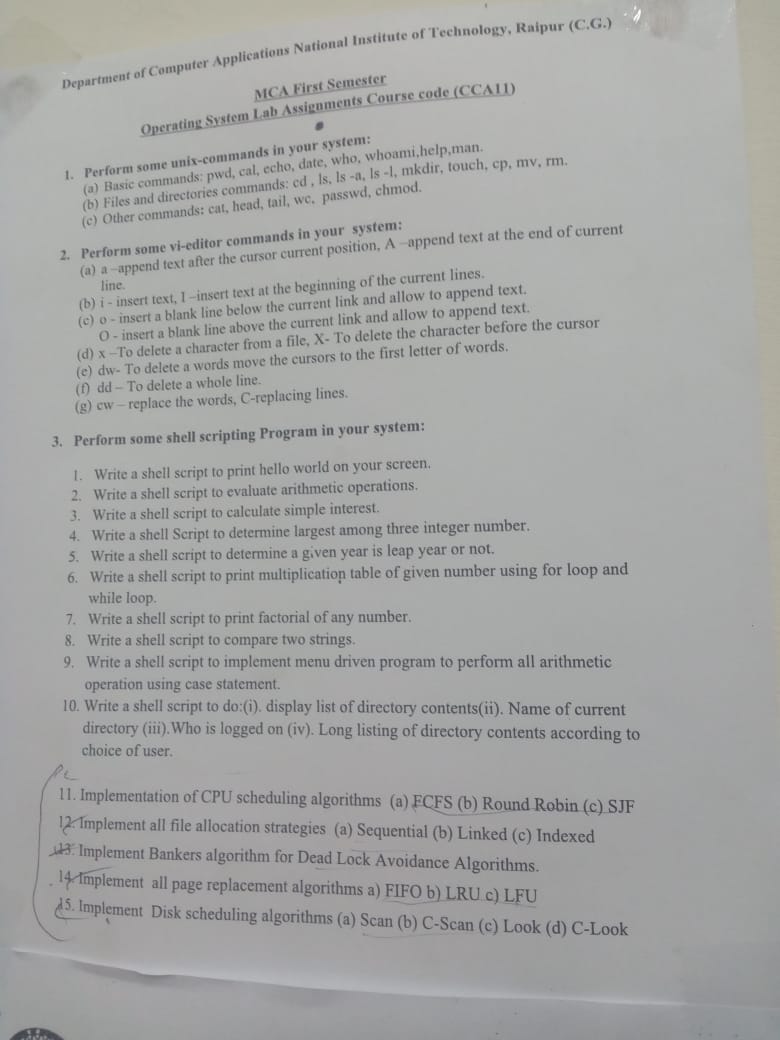 Department of Computer Applications National Institute of Technology, Raipur (C.G.)
MCA First Semester
Operating System Lab Assignments Course code (CCA11)
1. Perform some unix-commands in your system:
(a) Basic commands: pwd, cal, echo, date, who, whoami,help,man.
(b) Files and directories commands: cd , ls, ls -a, ls -l, mkdir, touch, cp, mv, rm.
(c) Other commands: cat, head, tail, wc, passwd, chmod.
2. Perform some vi-editor commands in your system:
(a) a –append text after the cursor current position, A –append text at the end of current
line.
(b) i - insert text, I –insert text at the beginning of the current lines.
(c) o - insert a blank line below the current link and allow to append text.
O - insert a blank line above the current link and allow to append text.
(d) x –To delete a character from a file, X- To delete the character before the cursor
(e) dw- To delete a words move the cursors to the first letter of words.
(f) dd – To delete a whole line.
(g) cw – replace the words, C-replacing lines.
3. Perform some shell scripting Program in your system:
1. Write a shell script to print hello world on your screen.
2. Write a shell script to evaluate arithmetic operations.
3. Write a shell script to calculate simple interest.
4. Write a shell Script to determine largest among three integer number.
5. Write a shell script to determine a given year is leap year or not.
6. Write a shell script to print multiplication table of given number using for loop and
while loop.
7. Write a shell script to print factorial of any number.
8. Write a shell script to compare two strings.
9. Write a shell script to implement menu driven program to perform all arithmetic
operation using case statement.
10. Write a shell script to do:(i). display list of directory contents(ii). Name of current
directory (iii).Who is logged on (iv). Long listing of directory contents according to
choice of user.
11. Implementation of CPU scheduling algorithms (a) FCFS (b) Round Robin (c) SJF
12. Implement all file allocation strategies (a) Sequential (b) Linked (c) Indexed
13. Implement Bankers algorithm for Dead Lock Avoidance Algorithms.
14. Implement all page replacement algorithms a) FIFO b) LRU c) LFU
15. Implement Disk scheduling algorithms (a) Scan (b) C-Scan (c) Look (d) C-Look